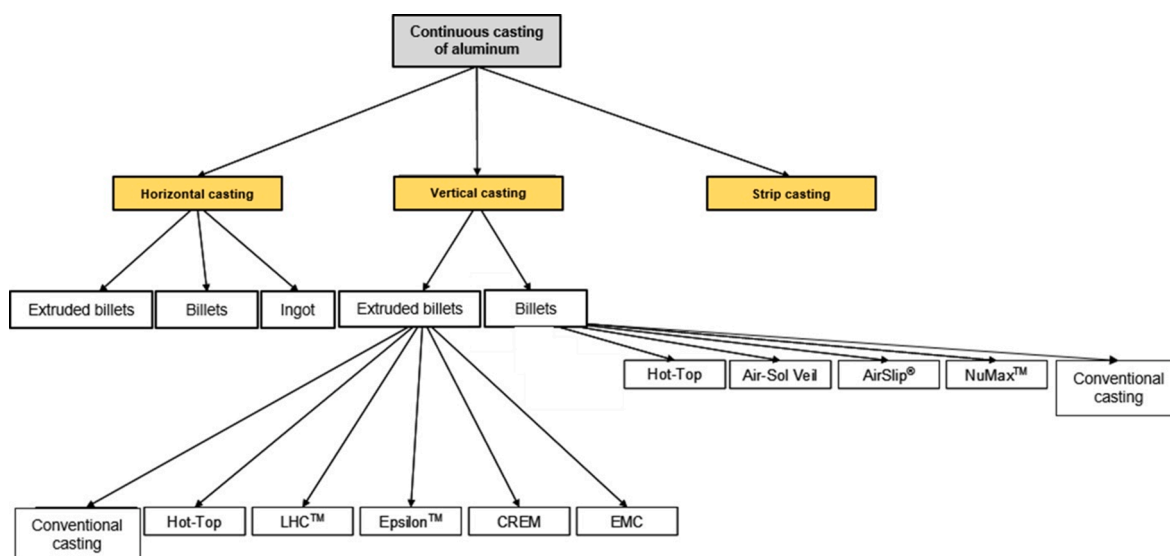 Continuous casting
of aluminum
Horizontal casting
Vertical casting
Strip casting
Extruded billets
Billets
Ingot
Extruded billets
Billets
Hot-Top
Air-Sol Veil
AirSlip®
NuMax™
Conventional
casting
Conventional
casting
Hot-Top
LHC™
Epsilon™
CREM
EMC